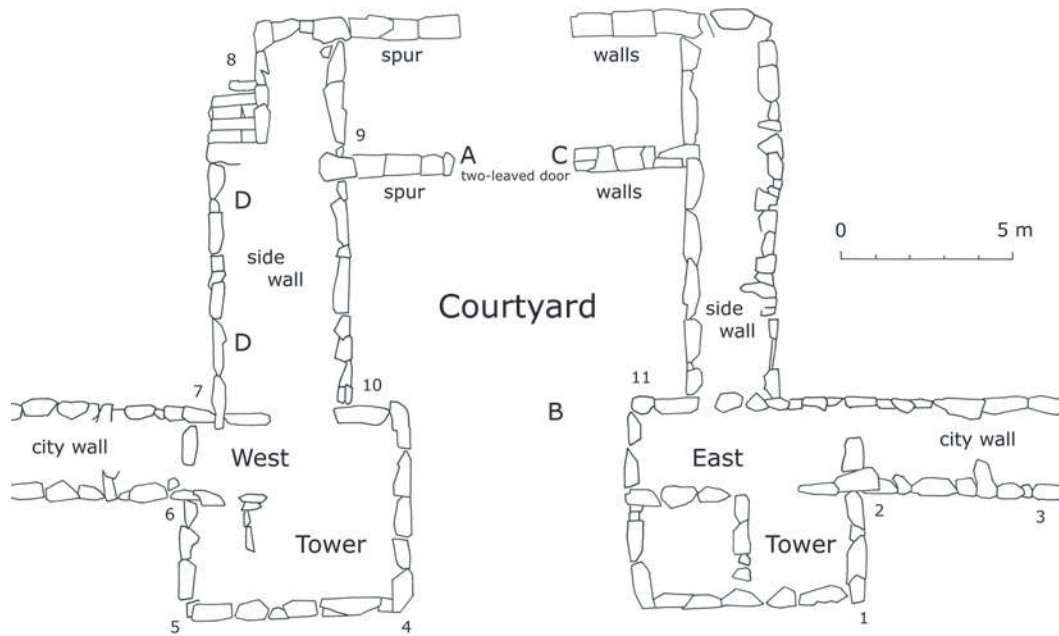 8
spur
walls
9
A
C
two-leaved door
spur
walls
D
0
5 m
side
wall
Courtyard
side
wall
D
7
10
11
B
city wall
West
East
city wall
6
2
3
Tower
Tower
5
4
1